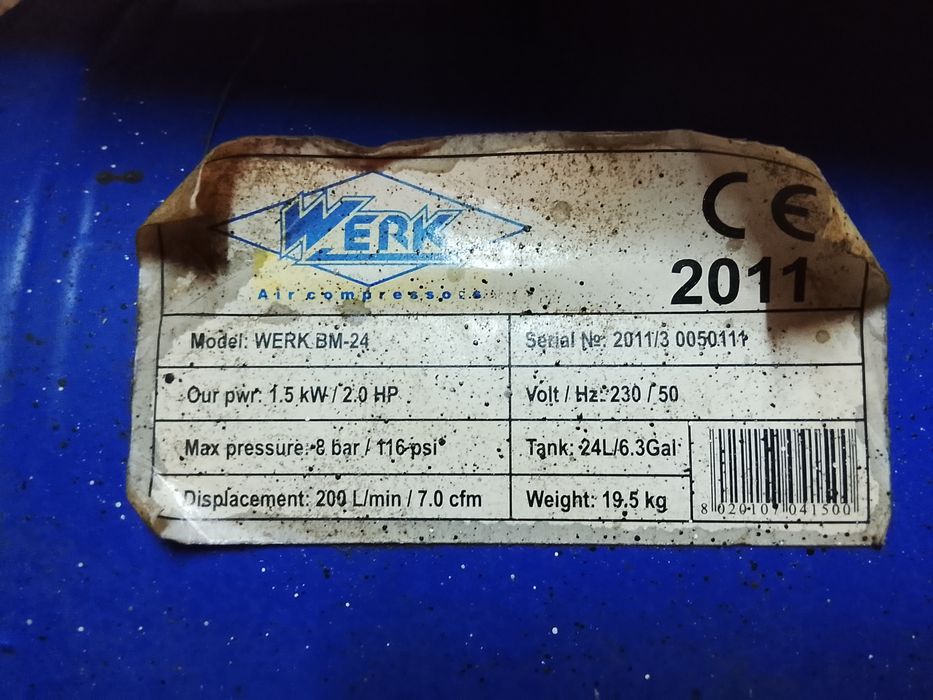 WERK
Air compressors
CE
2011
Model: WERK BM-24
Serial №: 2011/3 0050111
Our pwr: 1.5 kW / 2.0 HP
Volt / Hz: 230 / 50
Max pressure: 8 bar / 116 psi
Tank: 24L/6.3Gal
Displacement: 200 L/min / 7.0 cfm
Weight: 19.5 kg
8 020107 041500